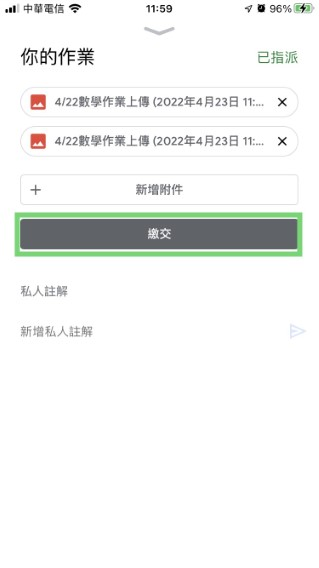 中華電信 11:59 96%
你的作業 已指派
4/22數學作業上傳 (2022年4月23日 11:...
4/22數學作業上傳 (2022年4月23日 11:...
新增附件
繳交
私人註解
新增私人註解